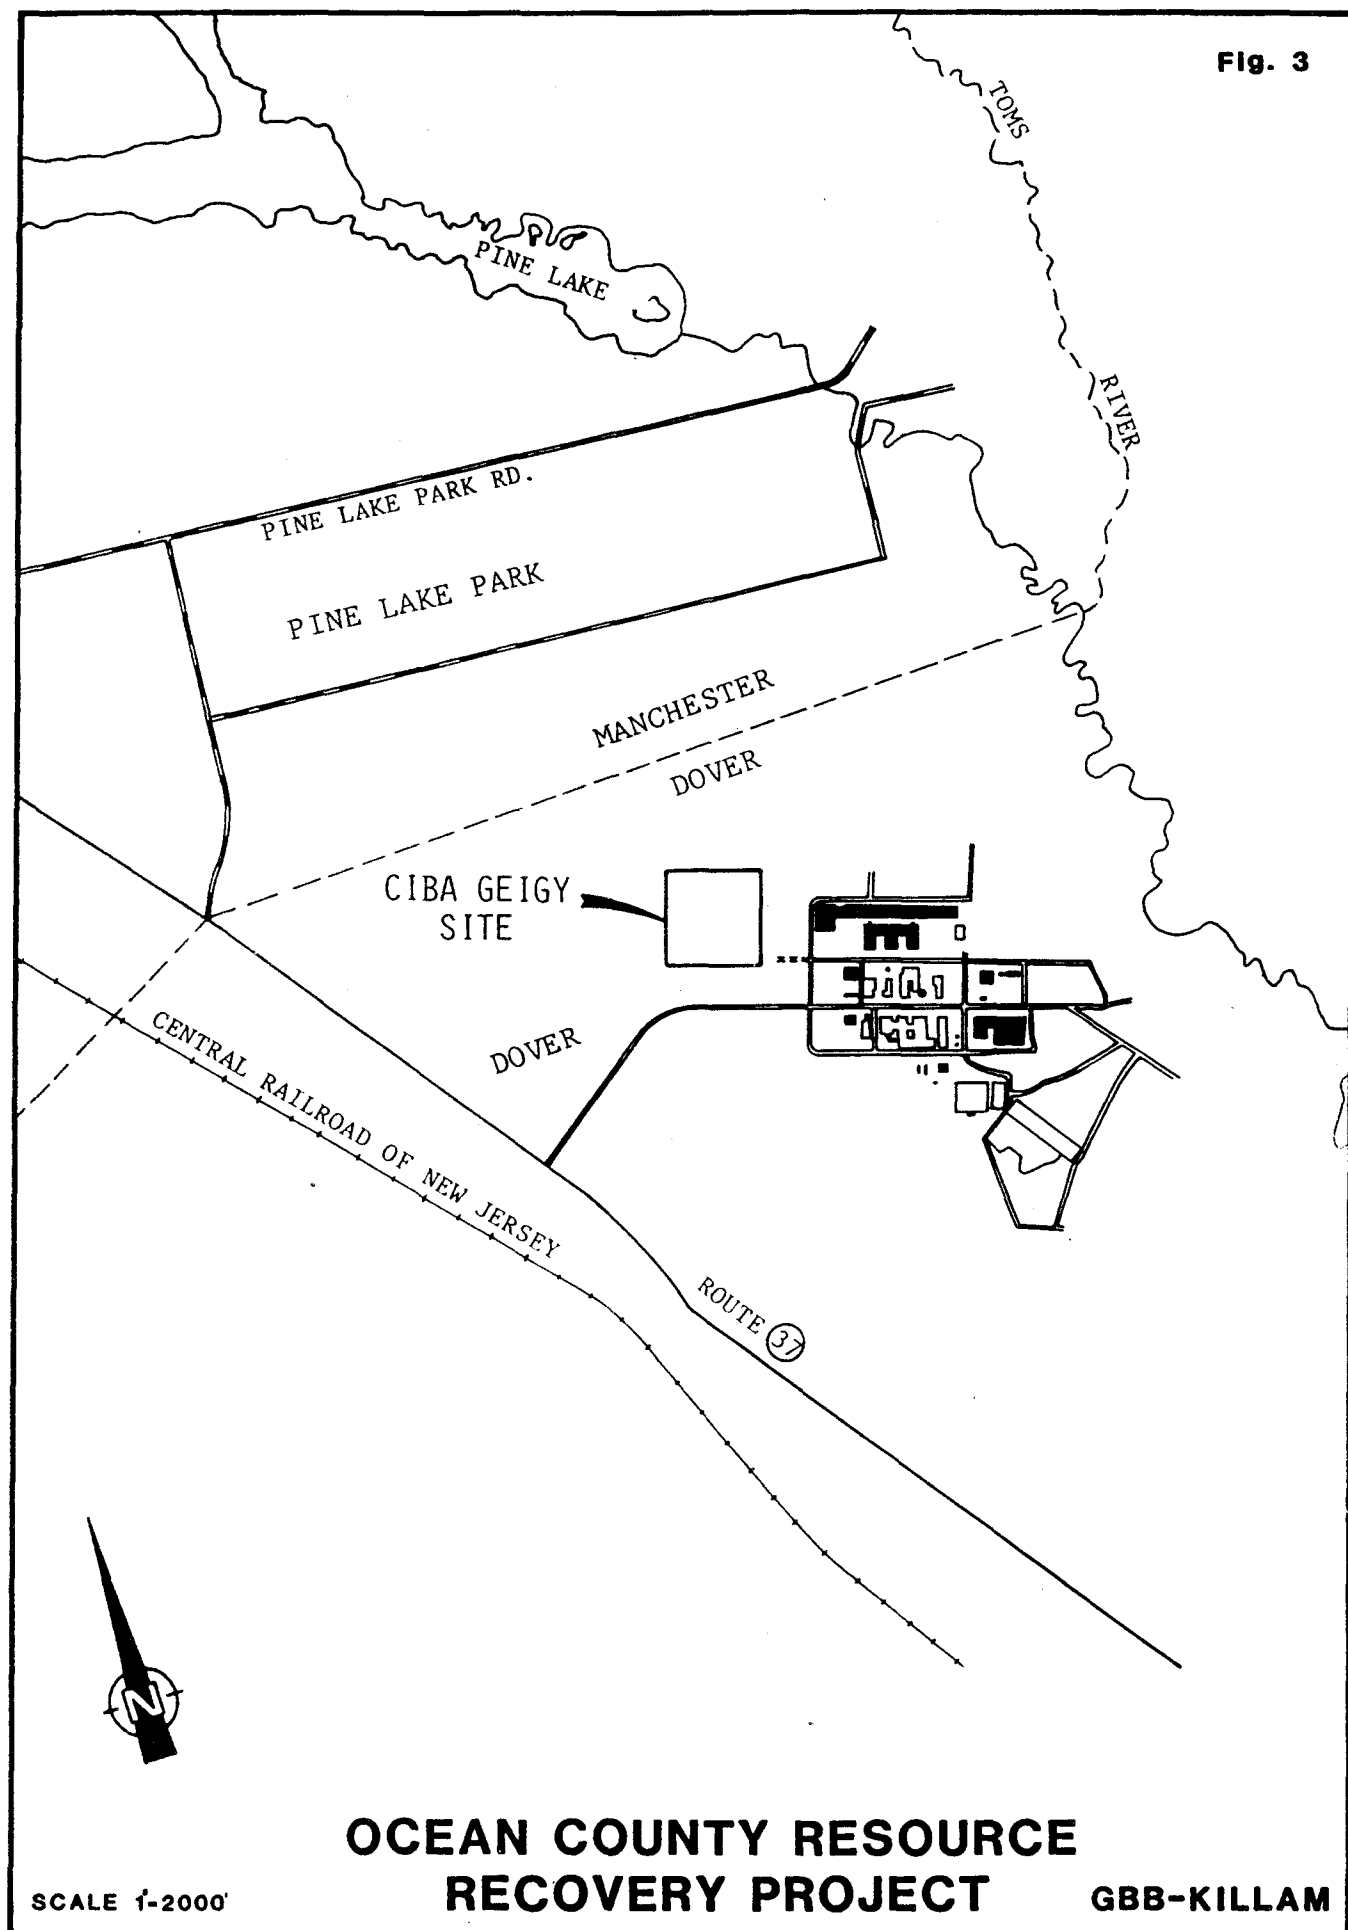 Fig. 3
TOMS
RIVER
PINE LAKE
PINE LAKE PARK RD.
PINE LAKE PARK
MANCHESTER
DOVER
CIBA GEIGY
SITE
DOVER
CENTRAL RAILROAD OF NEW JERSEY
ROUTE 37
N
OCEAN COUNTY RESOURCE
RECOVERY PROJECT
SCALE 1"-2000'
GBB-KILLAM